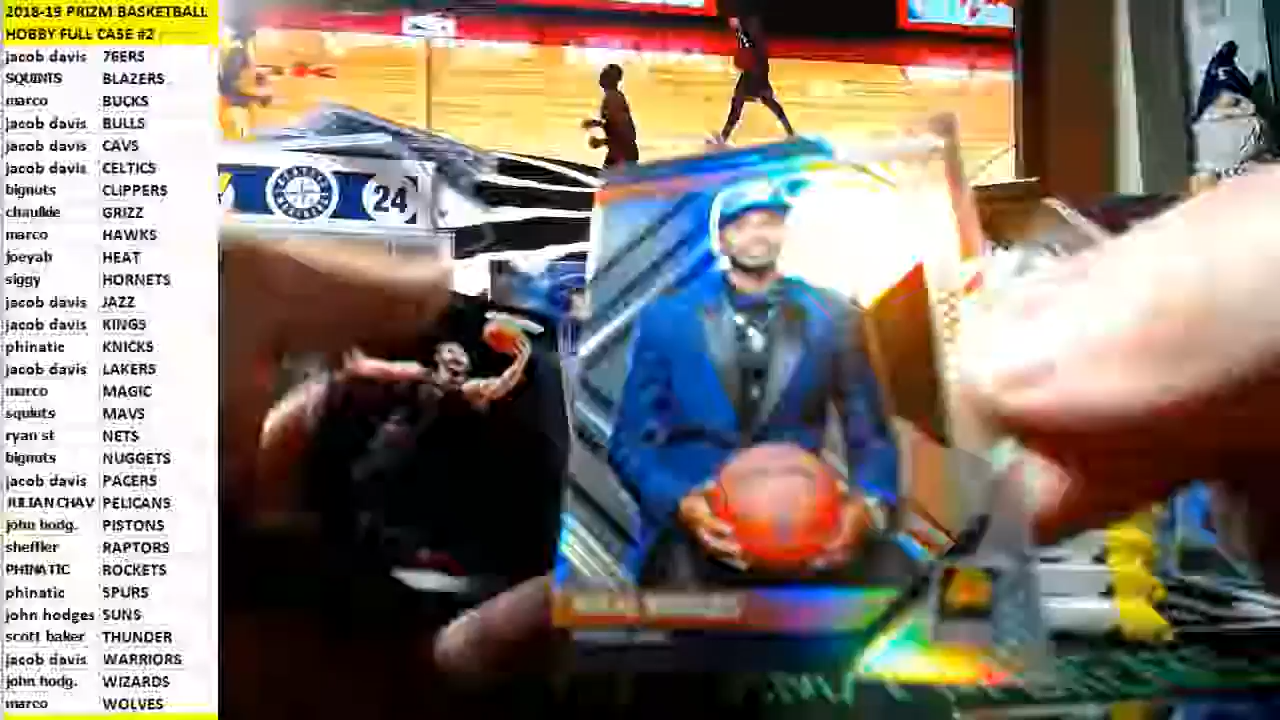 2018-19 PRIZM BASKETBALL
HOBBY FULL CASE #2
jacob davis 76ERS
SQUINTS BLAZERS
marco BUCKS
jacob davis BULLS
jacob davis CAVS
jacob davis CELTICS
bignuts CLIPPERS
chaulkie GRIZZ
marco HAWKS
joeyah HEAT
siggy HORNETS
jacob davis JAZZ
jacob davis KINGS
phinatic KNICKS
jacob davis LAKERS
marco MAGIC
squints MAVS
ryan st NETS
bignuts NUGGETS
jacob davis PACERS
JULIAN CHAV PELICANS
john hodg. PISTONS
sheffler RAPTORS
PHINATIC ROCKETS
phinatic SPURS
john hodges SUNS
scott baker THUNDER
jacob davis WARRIORS
john hodg. WIZARDS
marco WOLVES
24